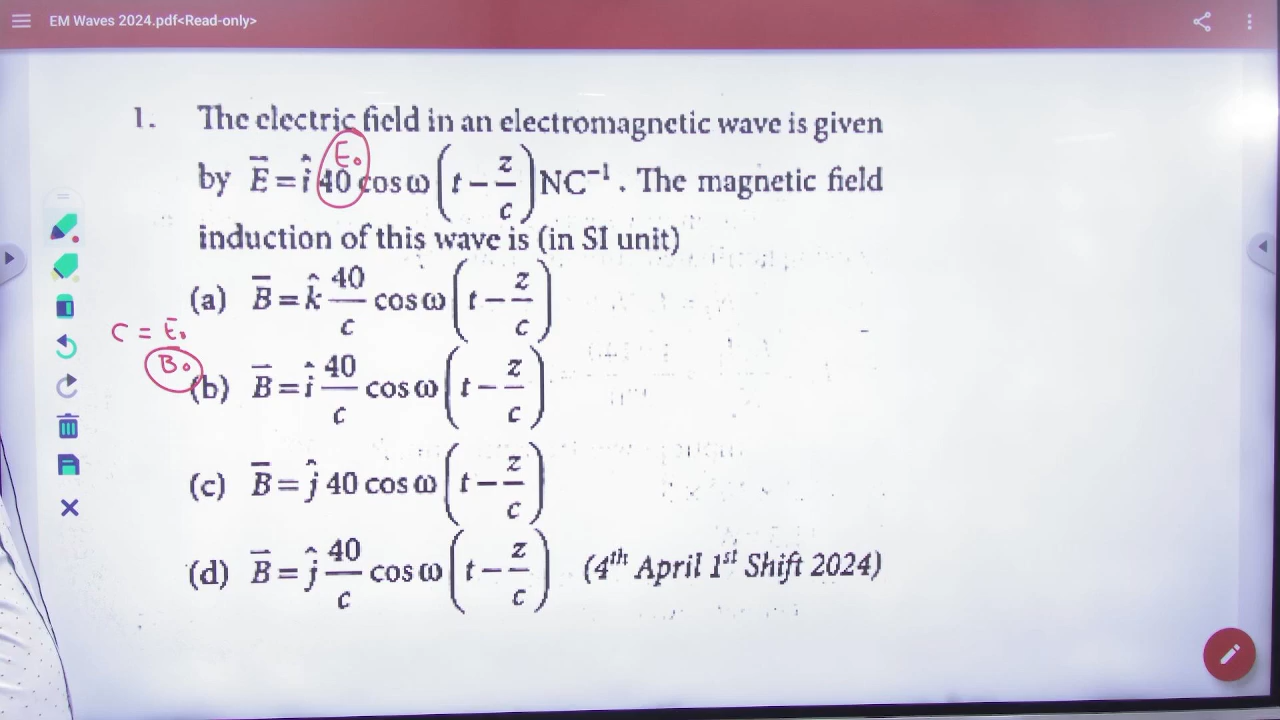 EM Waves 2024.pdf<Read-only>
1. The electric field in an electromagnetic wave is given
E₀
by E̅ = î 40 cos ω (t − z/c) NC⁻¹. The magnetic field
induction of this wave is (in SI unit)
(a) B̅ = k̂ 40/c cos ω (t − z/c)
C = E₀/B₀
(b) B̅ = î 40/c cos ω (t − z/c)
(c) B̅ = ĵ 40 cos ω (t − z/c)
(d) B̅ = ĵ 40/c cos ω (t − z/c) (4th April 1st Shift 2024)